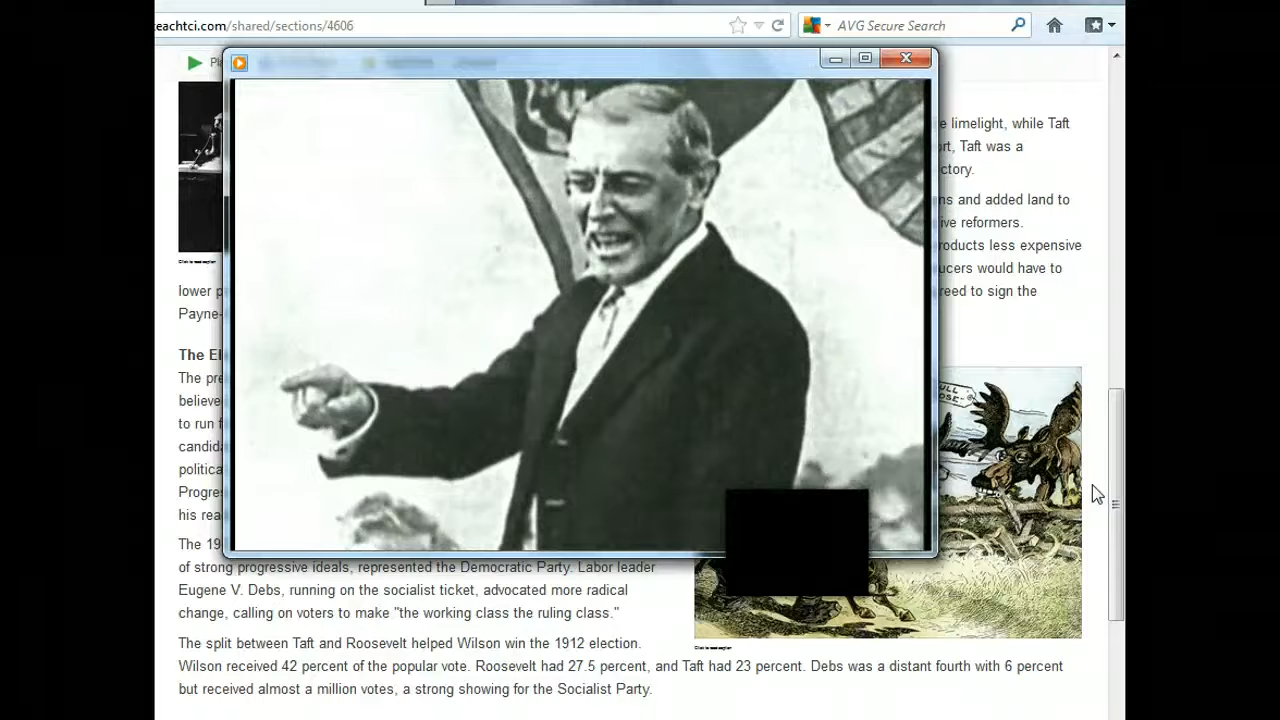 teachtci.com/shared/sections/4606
AVG Secure Search
e limelight, while Taft
rt, Taft was a
ctory.
ns and added land to
ive reformers.
roducts less expensive
ucers would have to
lower p
reed to sign the
Payne-
The El
The pre
believe
to run f
candida
politica
Progres
his rea
ULL
OSE
The 19
of strong progressive ideals, represented the Democratic Party. Labor leader
Eugene V. Debs, running on the socialist ticket, advocated more radical
change, calling on voters to make "the working class the ruling class."
The split between Taft and Roosevelt helped Wilson win the 1912 election.
Wilson received 42 percent of the popular vote. Roosevelt had 27.5 percent, and Taft had 23 percent. Debs was a distant fourth with 6 percent
but received almost a million votes, a strong showing for the Socialist Party.